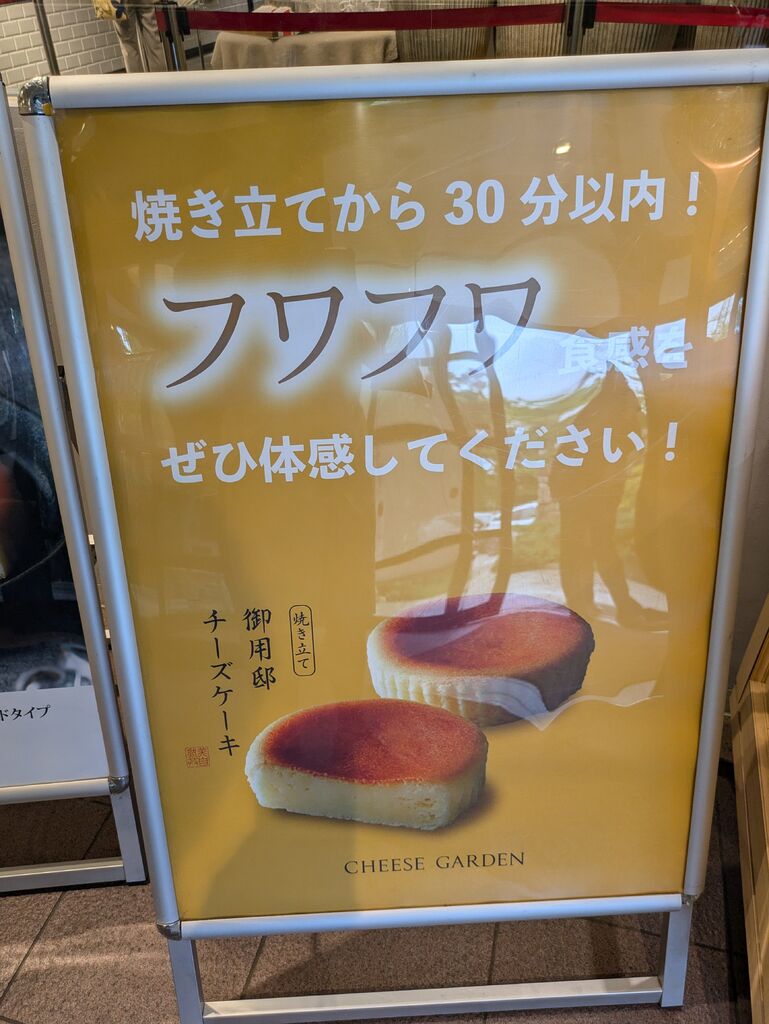 焼き立てから30分以内！
フワフワ 食感を
ぜひ体感してください！
焼き立て
御用邸
チーズケーキ
CHEESE GARDEN
ドタイプ